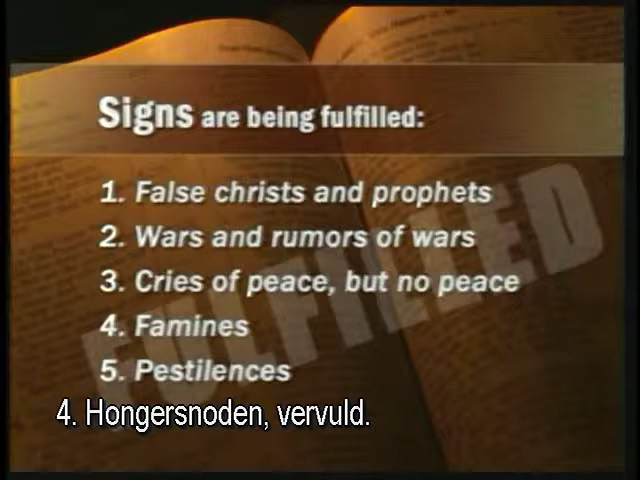 Signs are being fulfilled:
1. False christs and prophets
2. Wars and rumors of wars
3. Cries of peace, but no peace
4. Famines
5. Pestilences
FULFILLED
4. Hongersnoden, vervuld.